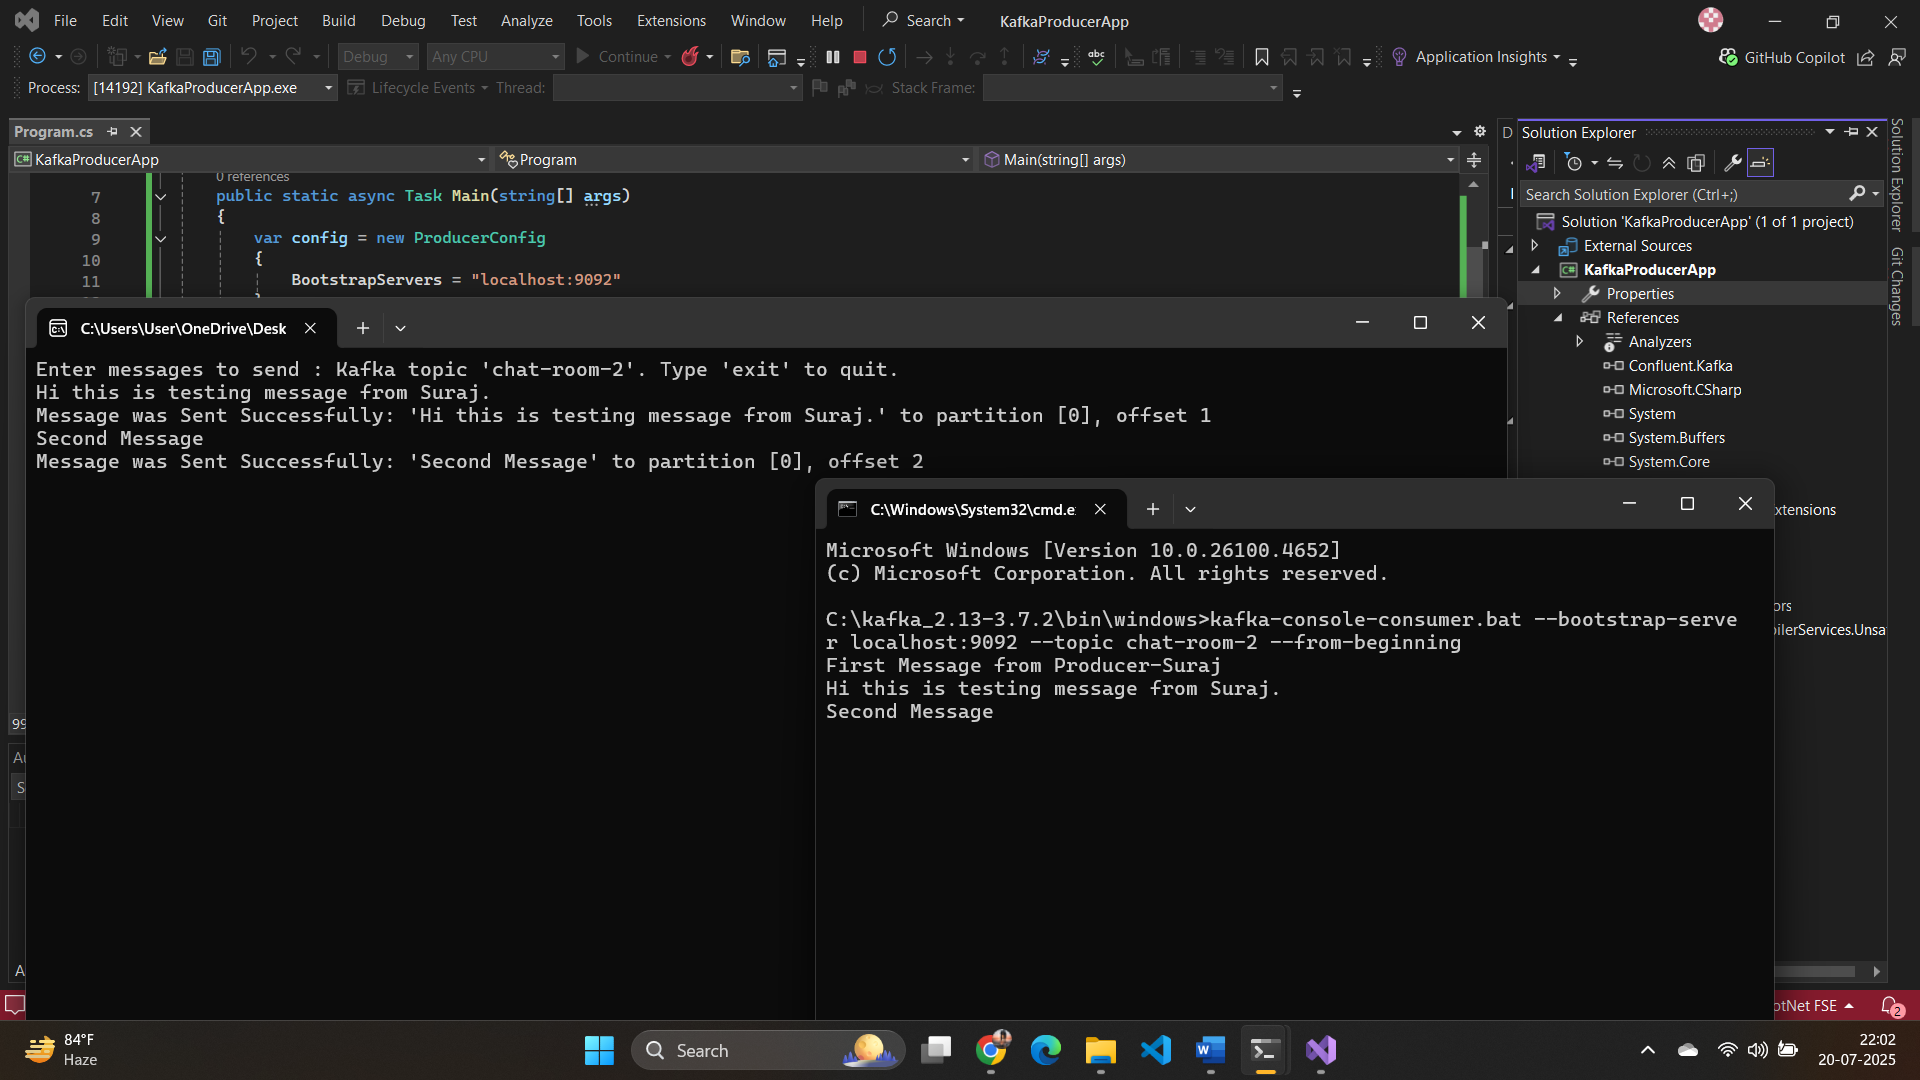 File Edit View Git Project Build Debug Test Analyze Tools Extensions Window Help Search KafkaProducerApp
Debug Any CPU Continue Application Insights GitHub Copilot
Process: [14192] KafkaProducerApp.exe Lifecycle Events Thread: Stack Frame:
Program.cs
KafkaProducerApp Program Main(string[] args)
0 references
7 public static async Task Main(string[] args)
8 {
9 var config = new ProducerConfig
10 {
11 BootstrapServers = "localhost:9092"
C:\Users\User\OneDrive\Desk
Enter messages to send : Kafka topic 'chat-room-2'. Type 'exit' to quit.
Hi this is testing message from Suraj.
Message was Sent Successfully: 'Hi this is testing message from Suraj.' to partition [0], offset 1
Second Message
Message was Sent Successfully: 'Second Message' to partition [0], offset 2
C:\Windows\System32\cmd.e
Microsoft Windows [Version 10.0.26100.4652]
(c) Microsoft Corporation. All rights reserved.
C:\kafka_2.13-3.7.2\bin\windows>kafka-console-consumer.bat --bootstrap-serve
r localhost:9092 --topic chat-room-2 --from-beginning
First Message from Producer-Suraj
Hi this is testing message from Suraj.
Second Message
Solution Explorer
Search Solution Explorer (Ctrl+;)
Solution 'KafkaProducerApp' (1 of 1 project)
External Sources
KafkaProducerApp
Properties
References
Analyzers
Confluent.Kafka
Microsoft.CSharp
System
System.Buffers
System.Core
xtensions
ors
pilerServices.Unsa
Solution Explorer
Git Changes
99
otNet FSE
2
84°F
Haze
Search
22:02
20-07-2025